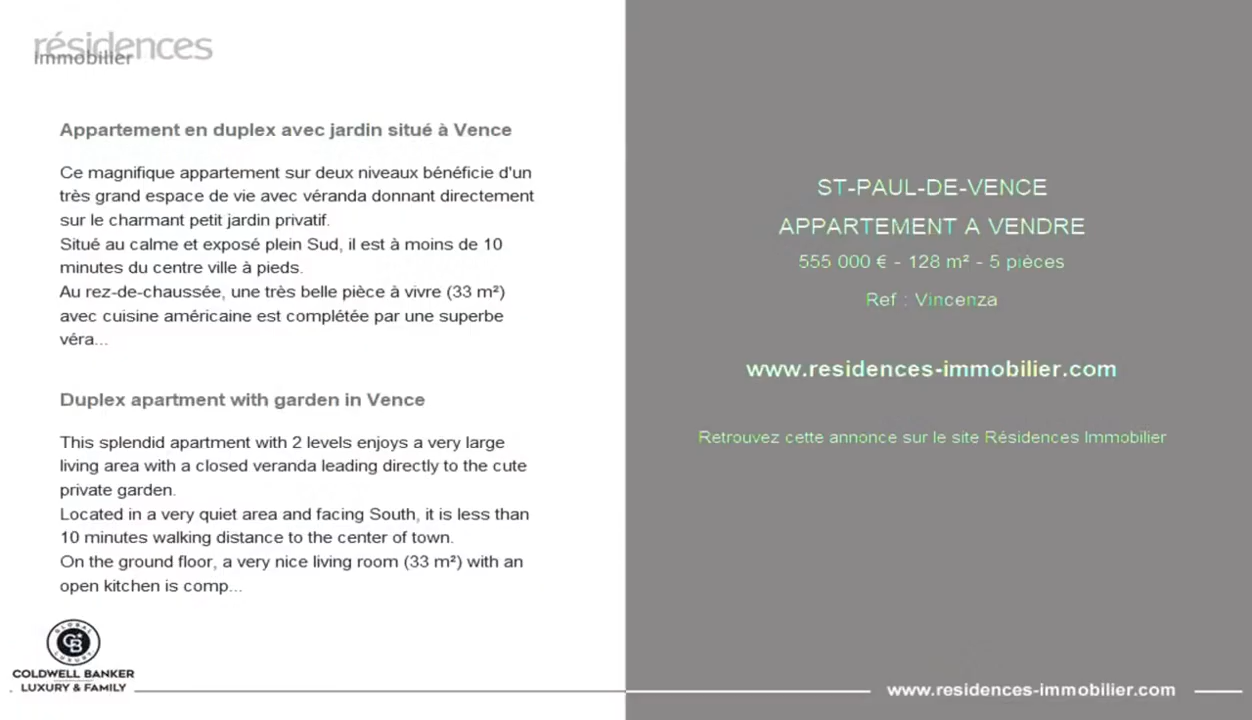 résidences
Immobilier
Appartement en duplex avec jardin situé à Vence
Ce magnifique appartement sur deux niveaux bénéficie d'un
très grand espace de vie avec véranda donnant directement
sur le charmant petit jardin privatif.
Situé au calme et exposé plein Sud, il est à moins de 10
minutes du centre ville à pieds.
Au rez-de-chaussée, une très belle pièce à vivre (33 m²)
avec cuisine américaine est complétée par une superbe
véra...
Duplex apartment with garden in Vence
This splendid apartment with 2 levels enjoys a very large
living area with a closed veranda leading directly to the cute
private garden.
Located in a very quiet area and facing South, it is less than
10 minutes walking distance to the center of town.
On the ground floor, a very nice living room (33 m²) with an
open kitchen is comp...
GLOBAL
CB
LUXURY
COLDWELL BANKER
LUXURY & FAMILY
ST-PAUL-DE-VENCE
APPARTEMENT A VENDRE
555 000 € - 128 m² - 5 pièces
Ref : Vincenza
www.residences-immobilier.com
Retrouvez cette annonce sur le site Résidences Immobilier
www.residences-immobilier.com